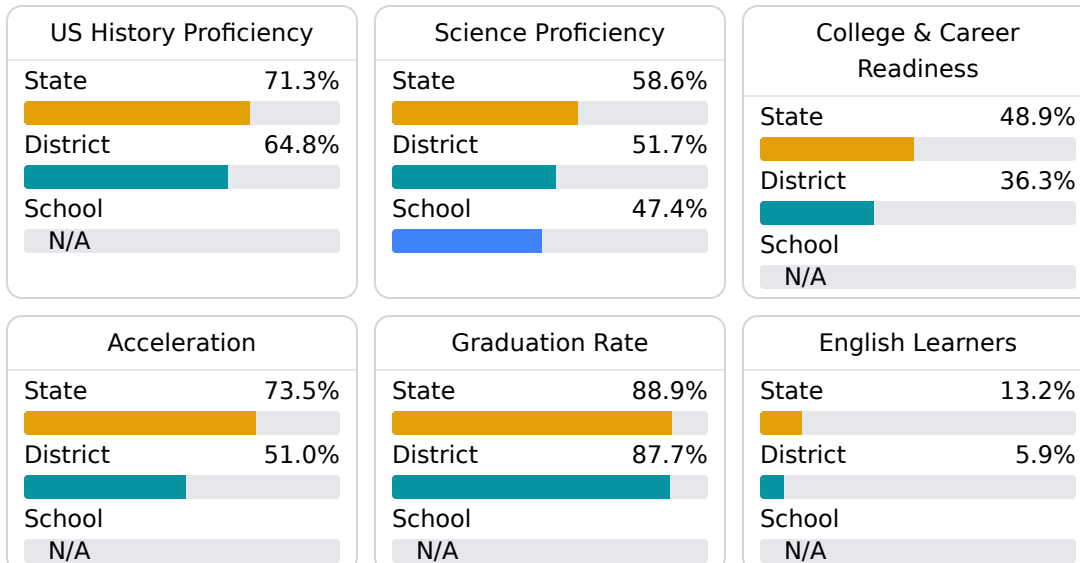 US History Proficiency
State 71.3%
District 64.8%
School
N/A
Science Proficiency
State 58.6%
District 51.7%
School 47.4%
College & Career
Readiness
State 48.9%
District 36.3%
School
N/A
Acceleration
State 73.5%
District 51.0%
School
N/A
Graduation Rate
State 88.9%
District 87.7%
School
N/A
English Learners
State 13.2%
District 5.9%
School
N/A